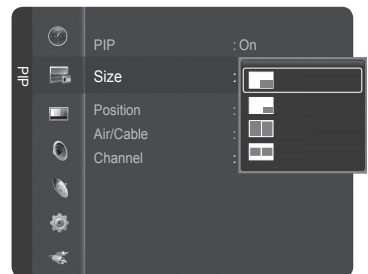 PIP
PIP : On
Size :
Position :
Air/Cable :
Channel :